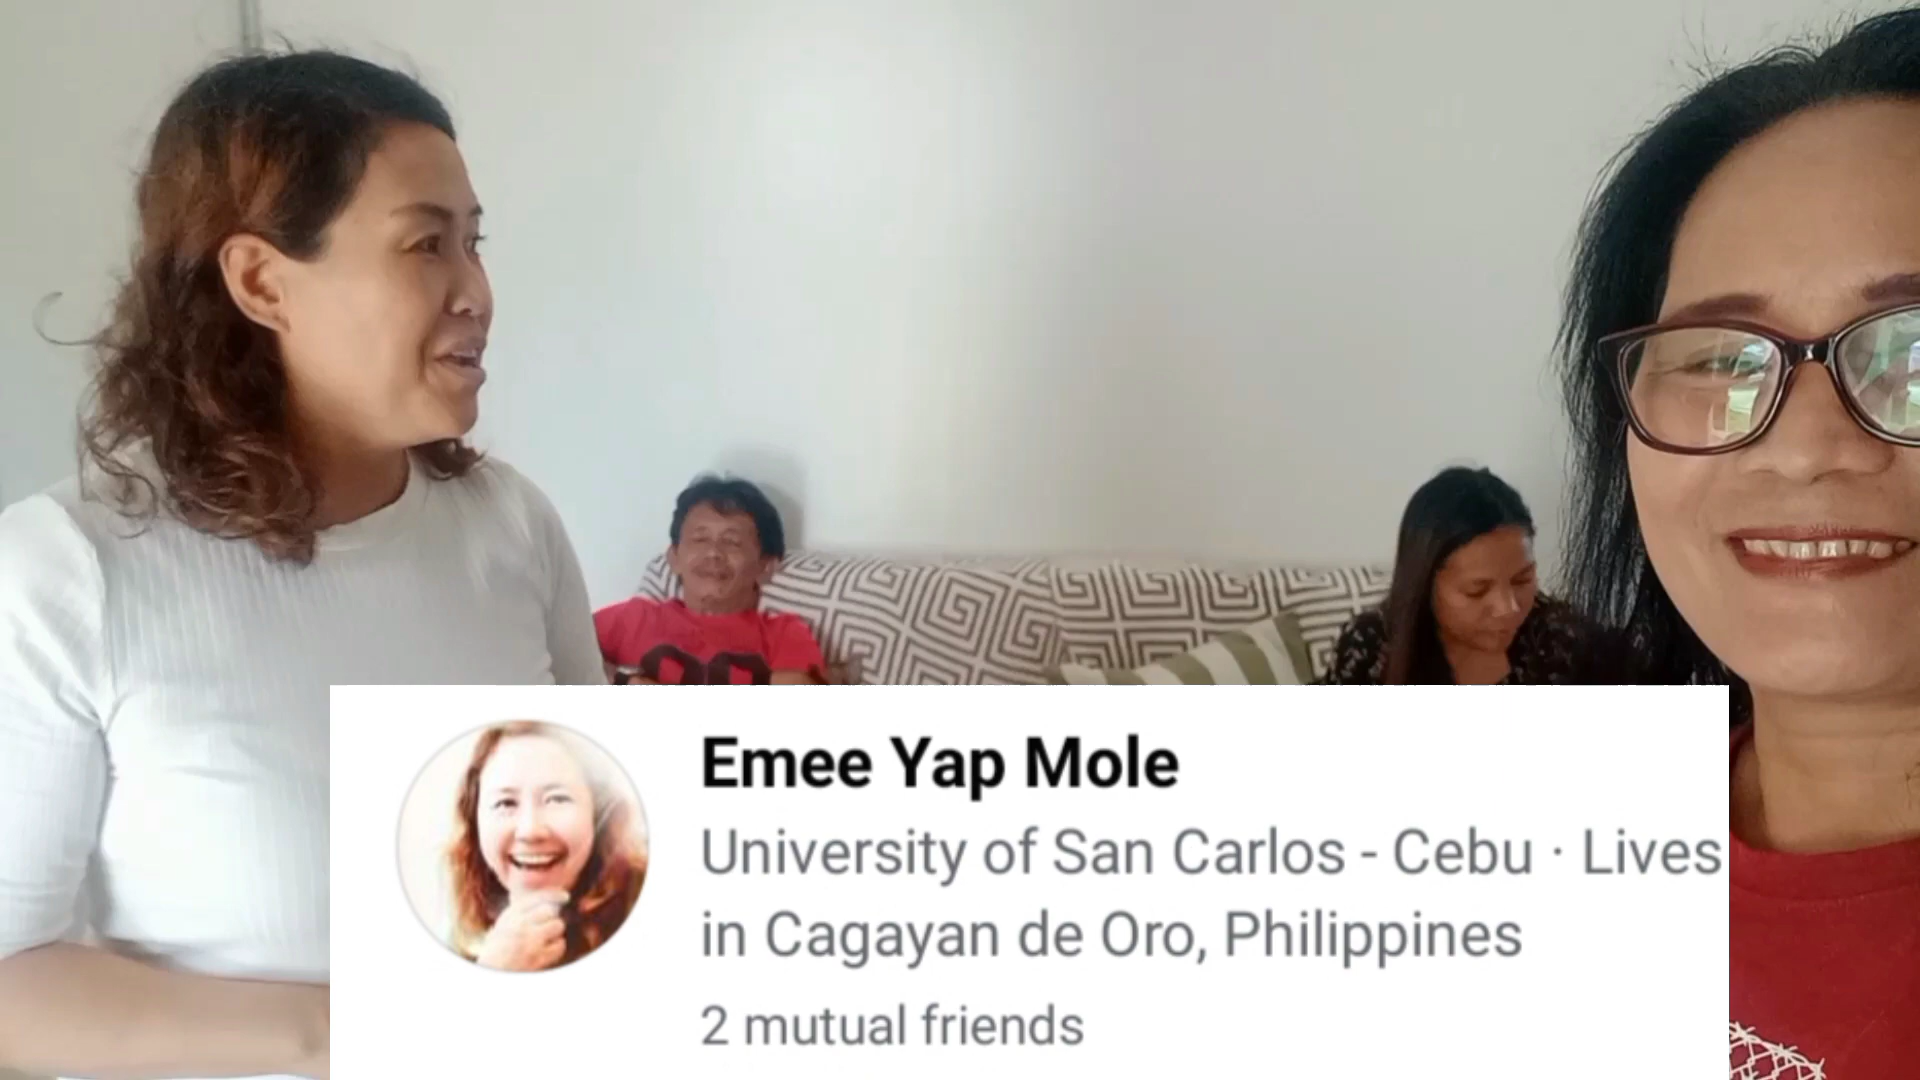 Emee Yap Mole
University of San Carlos - Cebu · Lives
in Cagayan de Oro, Philippines
2 mutual friends